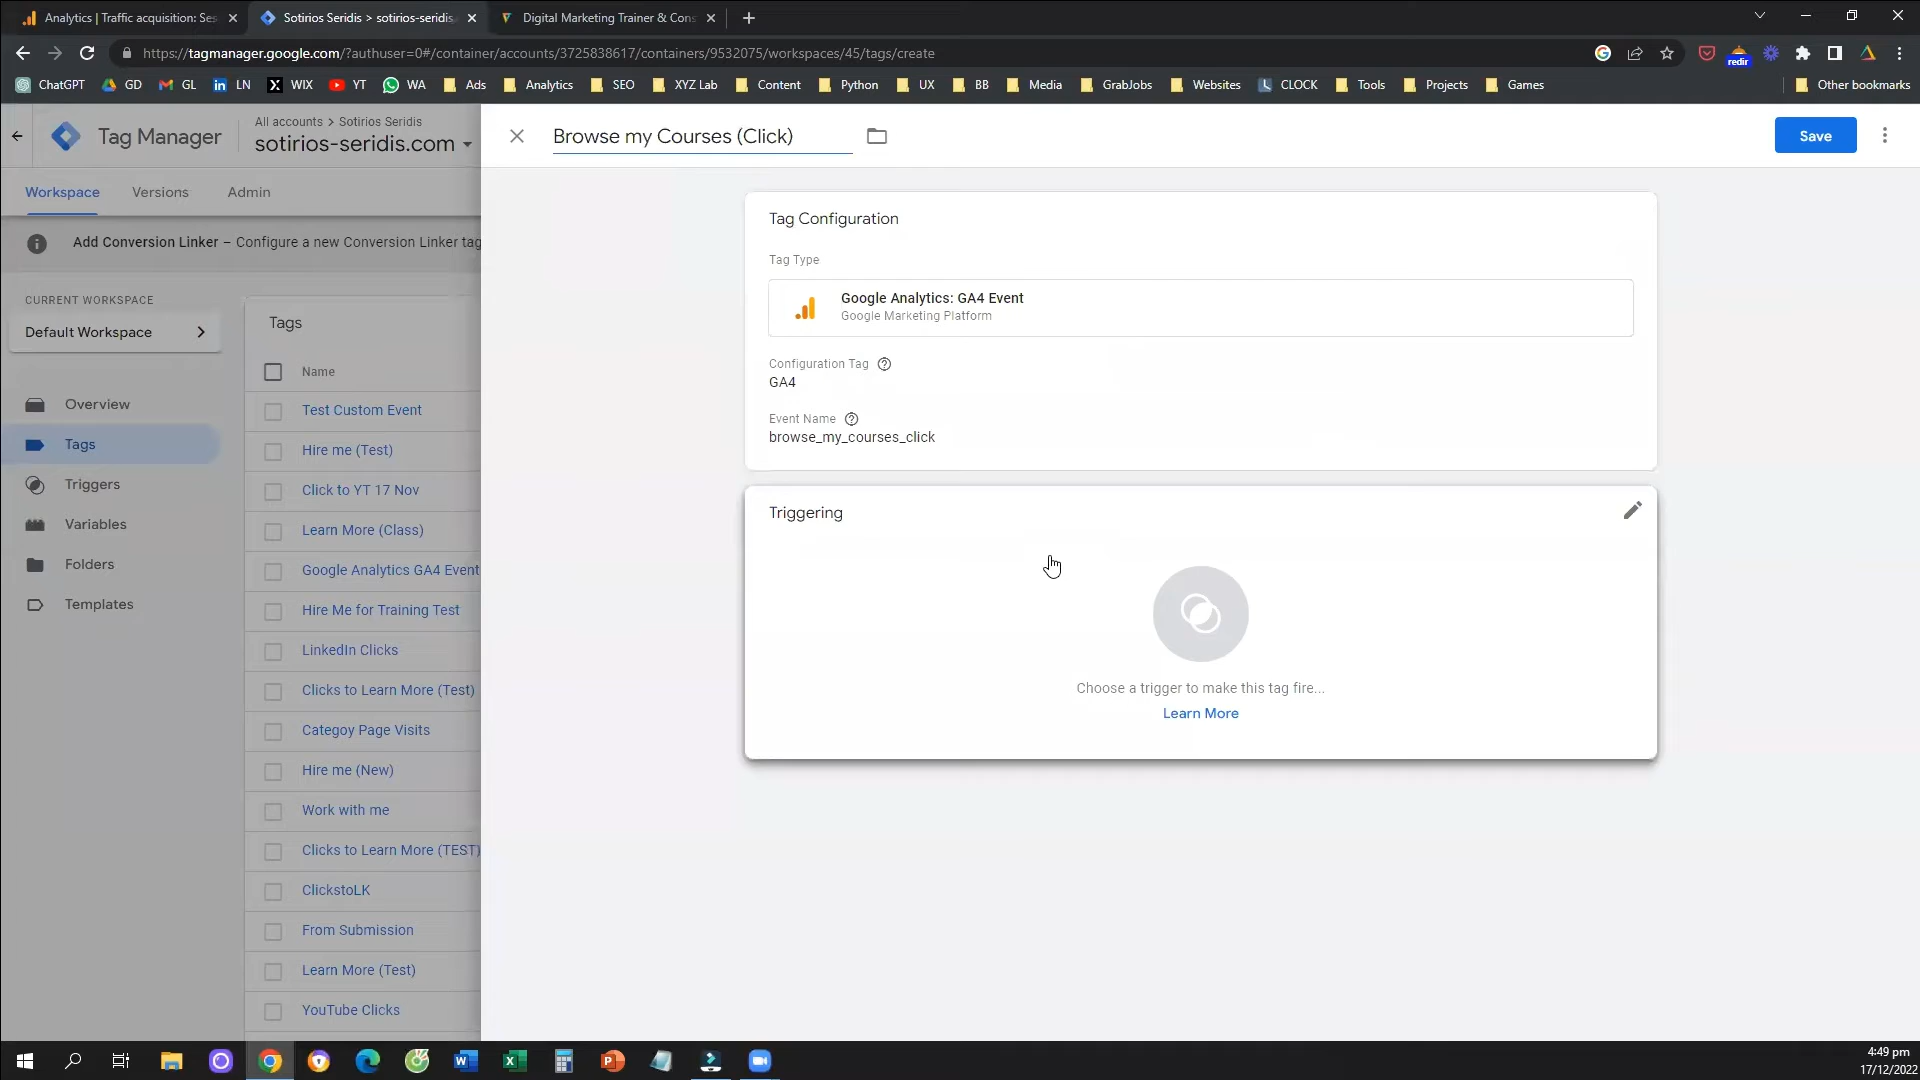 Analytics | Traffic acquisition: Ses
Sotirios Seridis > sotirios-seridis.
Digital Marketing Trainer & Cons
https://tagmanager.google.com/?authuser=0#/container/accounts/3725838617/containers/9532075/workspaces/45/tags/create
redir
ChatGPT GD GL LN WIX YT WA Ads Analytics SEO XYZ Lab Content Python UX BB Media GrabJobs Websites CLOCK Tools Projects Games Other bookmarks
Tag Manager
All accounts > Sotirios Seridis
sotirios-seridis.com
Browse my Courses (Click)
Save
Workspace Versions Admin
Add Conversion Linker – Configure a new Conversion Linker tag
CURRENT WORKSPACE
Default Workspace
Overview
Tags
Triggers
Variables
Folders
Templates
Tags
Name
Test Custom Event
Hire me (Test)
Click to YT 17 Nov
Learn More (Class)
Google Analytics GA4 Event
Hire Me for Training Test
LinkedIn Clicks
Clicks to Learn More (Test)
Categoy Page Visits
Hire me (New)
Work with me
Clicks to Learn More (TEST)
ClickstoLK
From Submission
Learn More (Test)
YouTube Clicks
Tag Configuration
Tag Type
Google Analytics: GA4 Event
Google Marketing Platform
Configuration Tag
GA4
Event Name
browse_my_courses_click
Triggering
Choose a trigger to make this tag fire...
Learn More
4:49 pm
17/12/2022